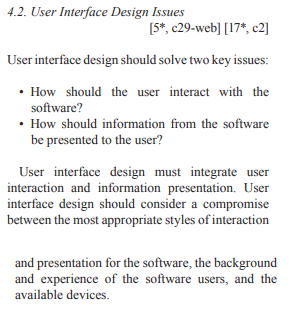 4.2. User Interface Design Issues
[5*, c29-web] [17*, c2]
User interface design should solve two key issues:
• How should the user interact with the
software?
• How should information from the software
be presented to the user?
User interface design must integrate user
interaction and information presentation. User
interface design should consider a compromise
between the most appropriate styles of interaction
and presentation for the software, the background
and experience of the software users, and the
available devices.